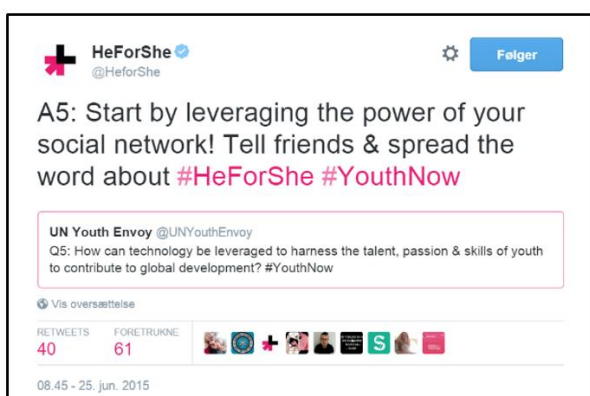 HeForShe
@HeforShe
Følger
A5: Start by leveraging the power of your
social network! Tell friends & spread the
word about #HeForShe #YouthNow
UN Youth Envoy @UNYouthEnvoy
Q5: How can technology be leveraged to harness the talent, passion & skills of youth
to contribute to global development? #YouthNow
Vis oversættelse
RETWEETS FORETRUKNE
40 61
S
08.45 - 25. jun. 2015